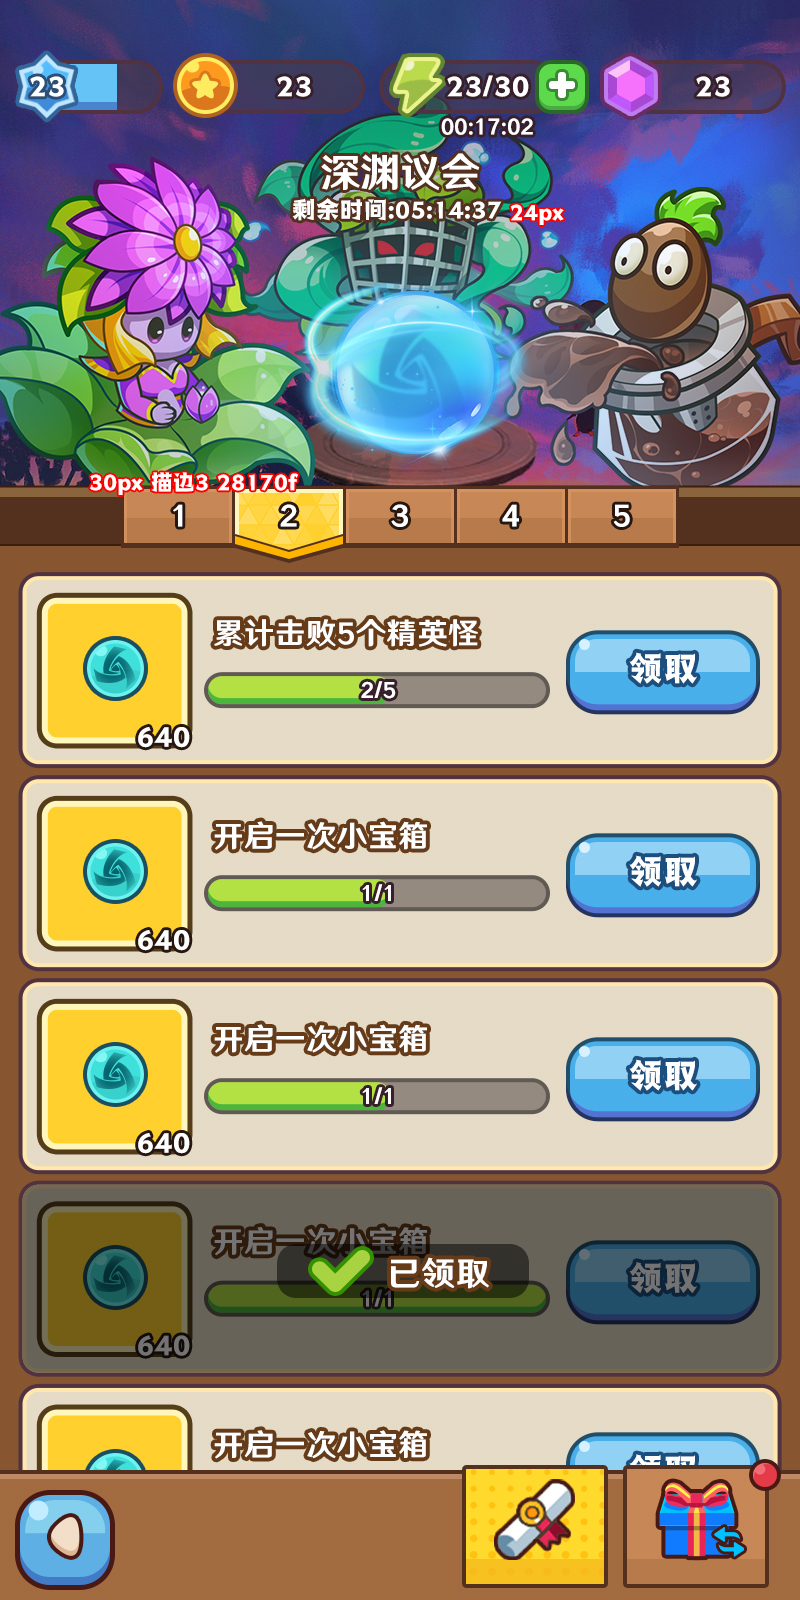 23
23
23/30
23
00:17:02
深渊议会
剩余时间:05:14:37 24px
30px 描边3 28170f
1 2 3 4 5
累计击败5个精英怪
领取
2/5
640
开启一次小宝箱
领取
1/1
640
开启一次小宝箱
领取
1/1
640
开启一次小宝箱
已领取
领取
1/1
640
开启一次小宝箱
领取